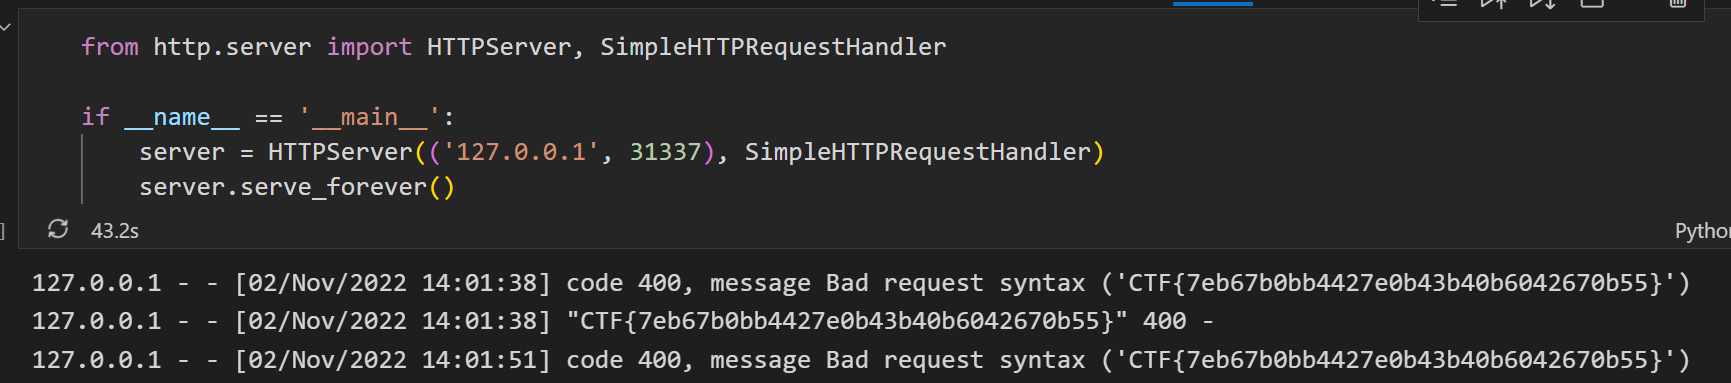 from http.server import HTTPServer, SimpleHTTPRequestHandler
if __name__ == '__main__':
server = HTTPServer(('127.0.0.1', 31337), SimpleHTTPRequestHandler)
server.serve_forever()
] 43.2s
127.0.0.1 - - [02/Nov/2022 14:01:38] code 400, message Bad request syntax ('CTF{7eb67b0bb4427e0b43b40b6042670b55}')
127.0.0.1 - - [02/Nov/2022 14:01:38] "CTF{7eb67b0bb4427e0b43b40b6042670b55}" 400 -
127.0.0.1 - - [02/Nov/2022 14:01:51] code 400, message Bad request syntax ('CTF{7eb67b0bb4427e0b43b40b6042670b55}')